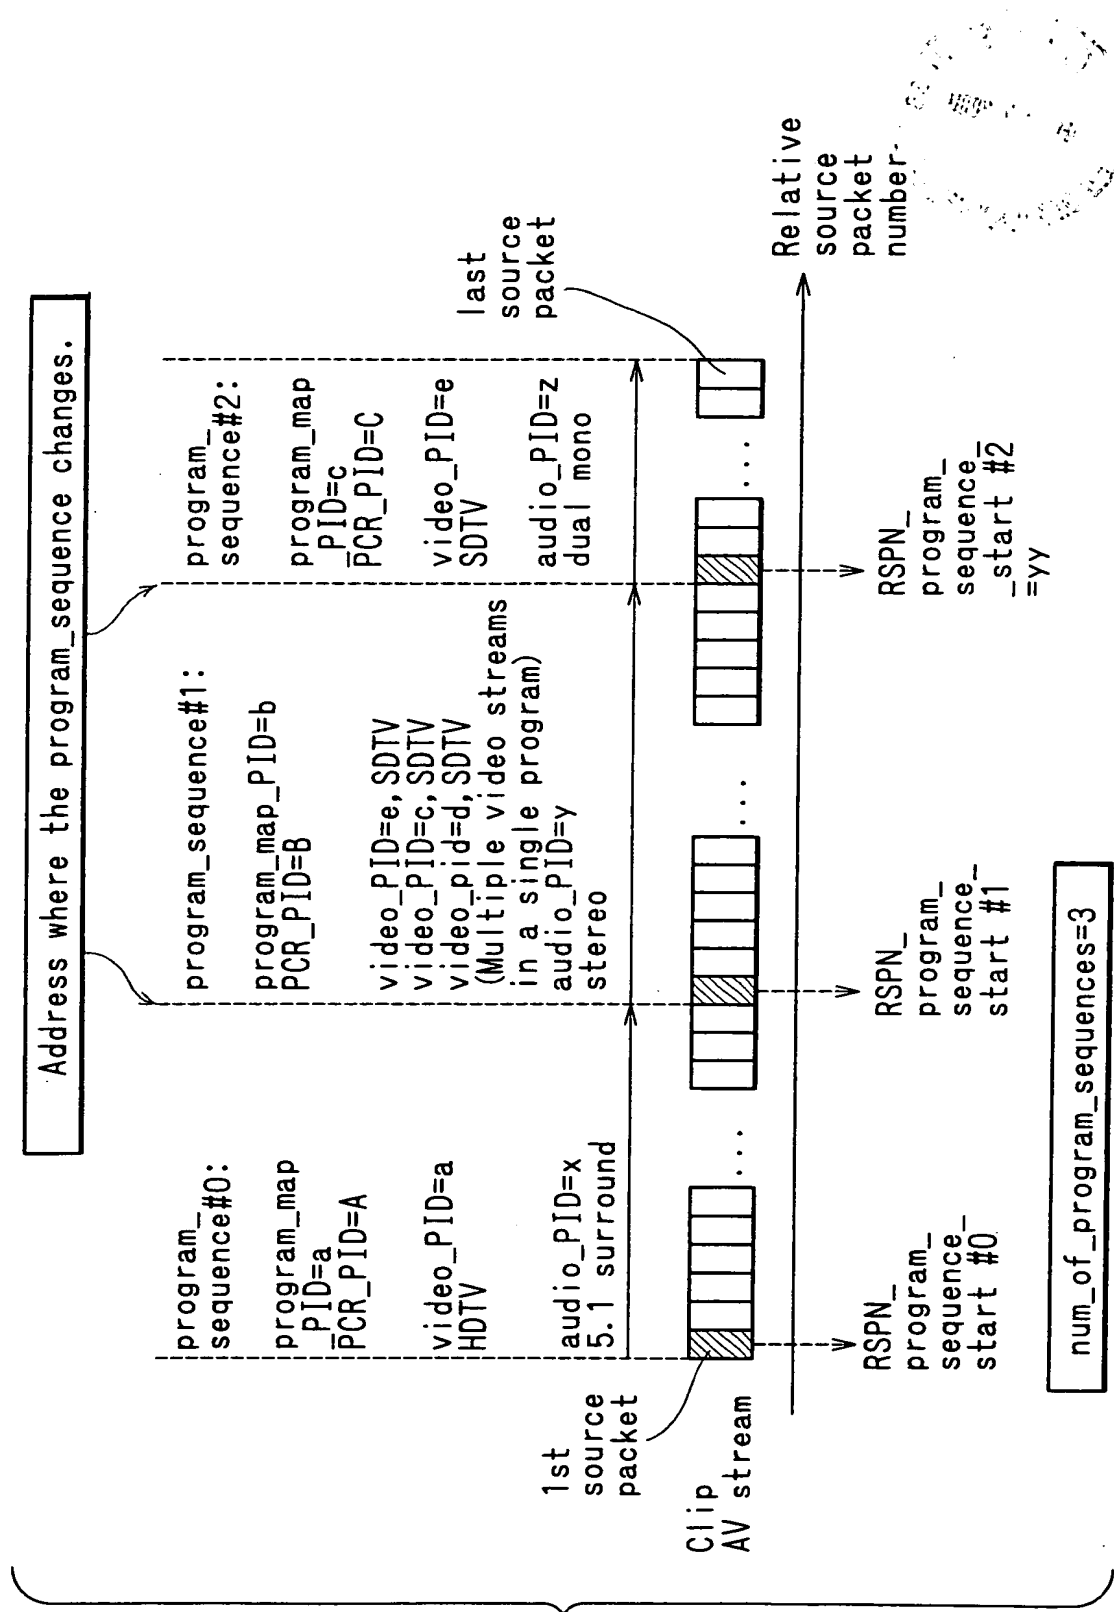 Address where the program_sequence changes.
program_
sequence#0:
program_map
_PID=a
PCR_PID=A
video_PID=a
HDTV
audio_PID=x
5.1 surround
program_sequence#1:
program_map_PID=b
PCR_PID=B
video_PID=e,SDTV
video_PID=c,SDTV
video_pid=d,SDTV
(Multiple video streams
in a single program)
audio_PID=y
stereo
program_
sequence#2:
program_map
_PID=c
PCR_PID=C
video_PID=e
SDTV
audio_PID=z
dual mono
1st
source
packet
last
source
packet
Clip
AV stream
...
...
...
Relative
source
packet
number
RSPN_
program_
sequence_
start #0
RSPN_
program_
sequence_
start #1
RSPN_
program_
sequence_
_start #2
=yy
num_of_program_sequences=3